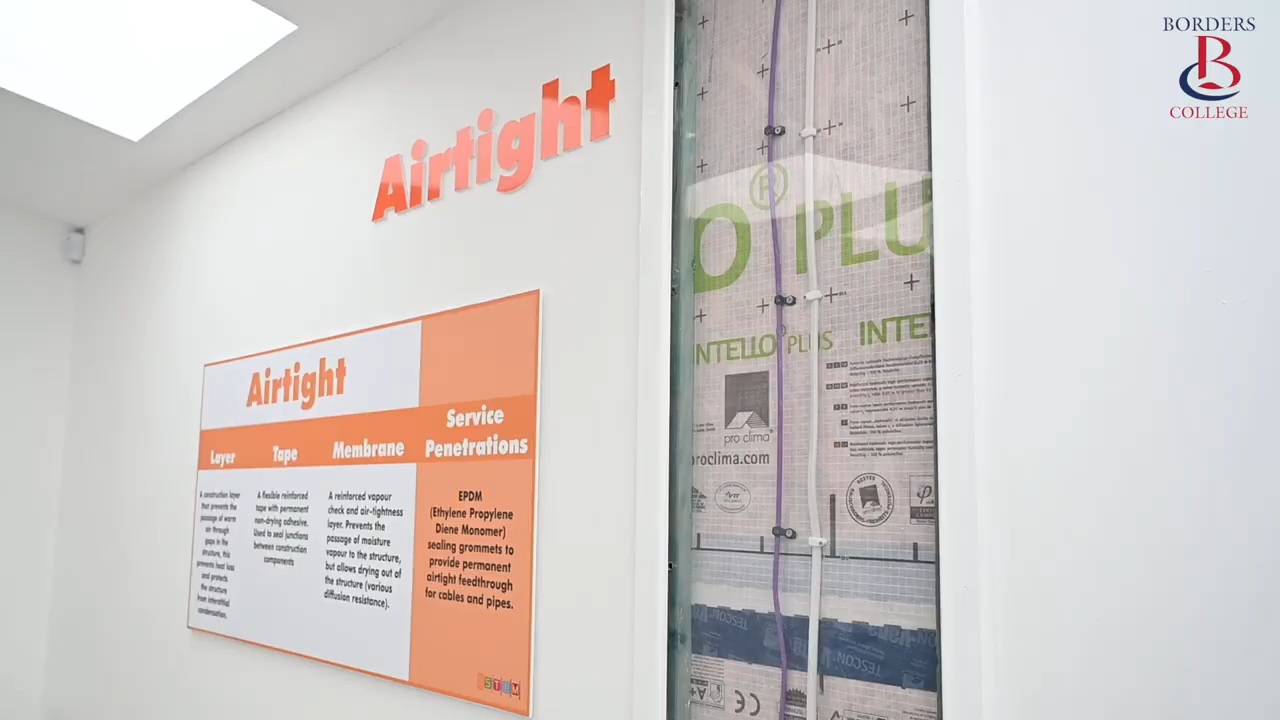 BORDERS
B
COLLEGE
Airtight
Airtight
Layer
A construction layer
that prevents the
passage of warm
air through
gaps in the
structure, this
prevents heat loss
and protects
the structure
from interstitial
condensation.
Tape
A flexible reinforced
tape with permanent
non-drying adhesive.
Used to seal junctions
between construction
components
Membrane
A reinforced vapour
check and air-tightness
layer. Prevents the
passage of moisture
vapour to the structure,
but allows drying out of
the structure (various
diffusion resistance).
Service
Penetrations
EPDM
(Ethylene Propylene
Diene Monomer)
sealing grommets to
provide permanent
airtight feedthrough
for cables and pipes.
STEM
O® PLU
INTELLO PLUS INTE
pro clima
proclima.com
TESCON
TESCON
CE